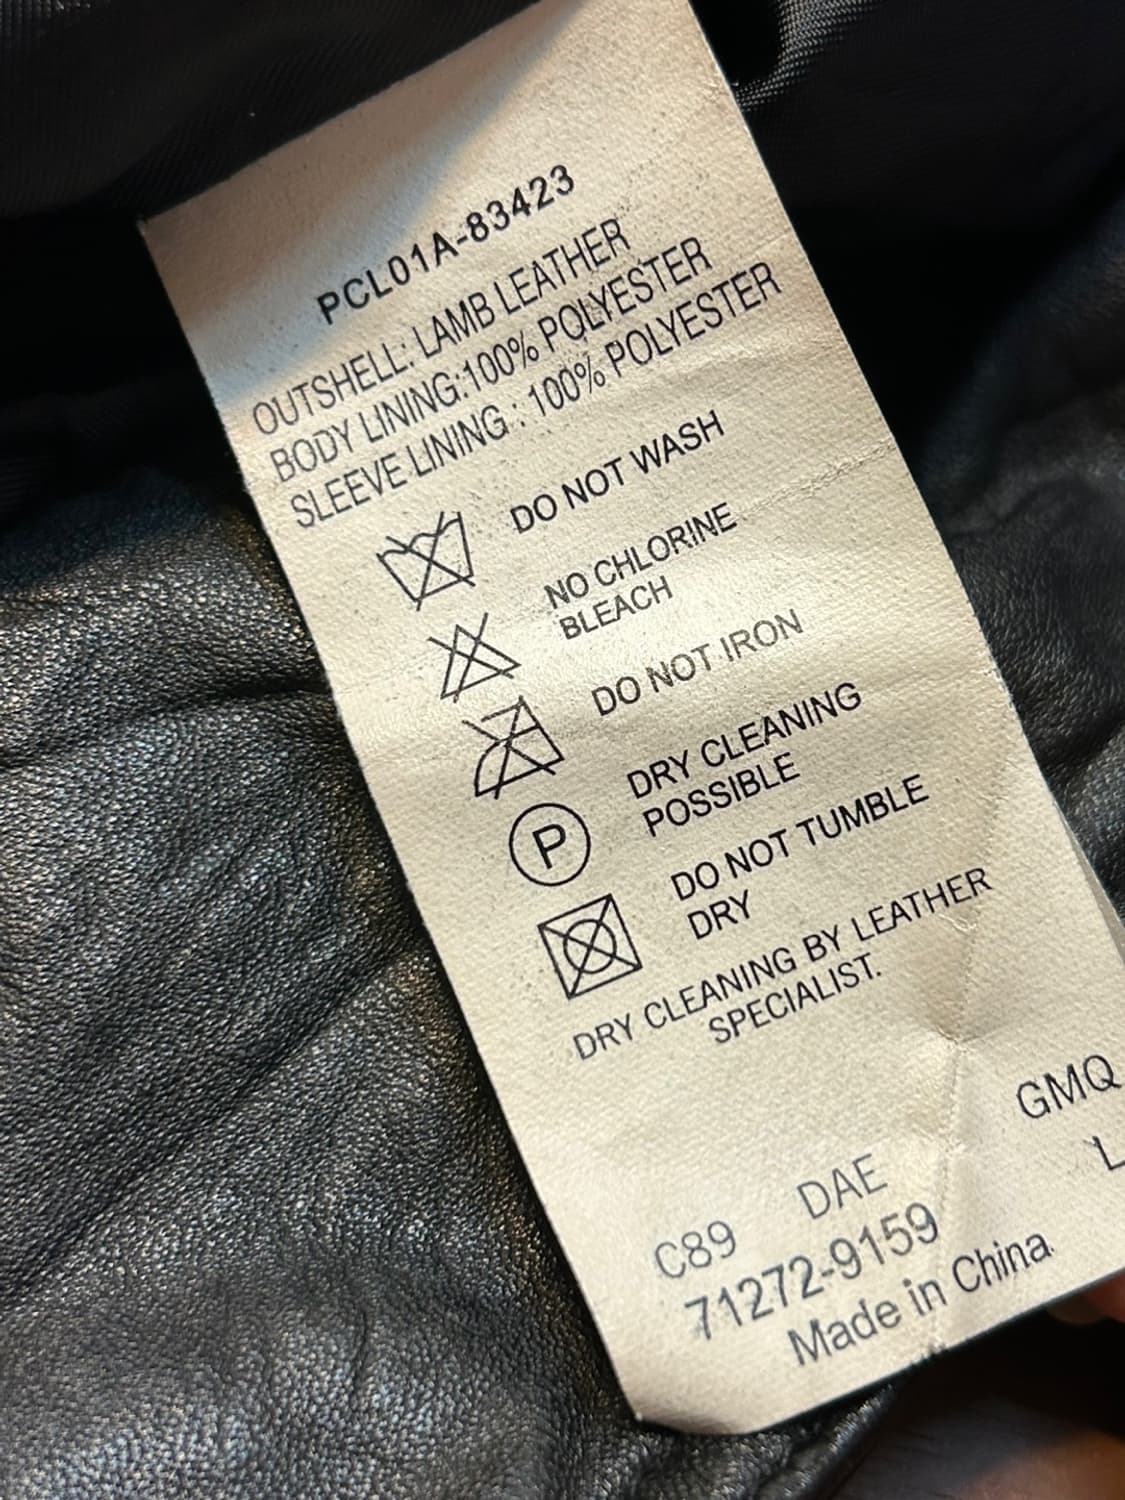 PCL01A-83423
OUTSHELL: LAMB LEATHER
BODY LINING:100% POLYESTER
SLEEVE LINING : 100% POLYESTER
DO NOT WASH
NO CHLORINE
BLEACH
DO NOT IRON
P
DRY CLEANING
POSSIBLE
DO NOT TUMBLE
DRY
DRY CLEANING BY LEATHER
SPECIALIST.
GMQ
C89 DAE L
71272-9159
Made in China